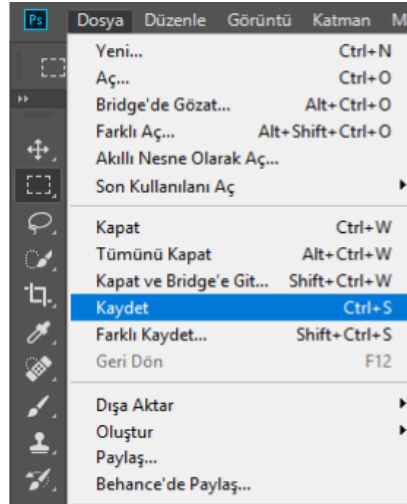 Ps Dosya Düzenle Görüntü Katman M
Yeni... Ctrl+N
Aç... Ctrl+O
Bridge'de Gözat... Alt+Ctrl+O
Farklı Aç... Alt+Shift+Ctrl+O
Akıllı Nesne Olarak Aç...
Son Kullanılanı Aç
Kapat Ctrl+W
Tümünü Kapat Alt+Ctrl+W
Kapat ve Bridge'e Git... Shift+Ctrl+W
Kaydet Ctrl+S
Farklı Kaydet... Shift+Ctrl+S
Geri Dön F12
Dışa Aktar
Oluştur
Paylaş...
Behance'de Paylaş...